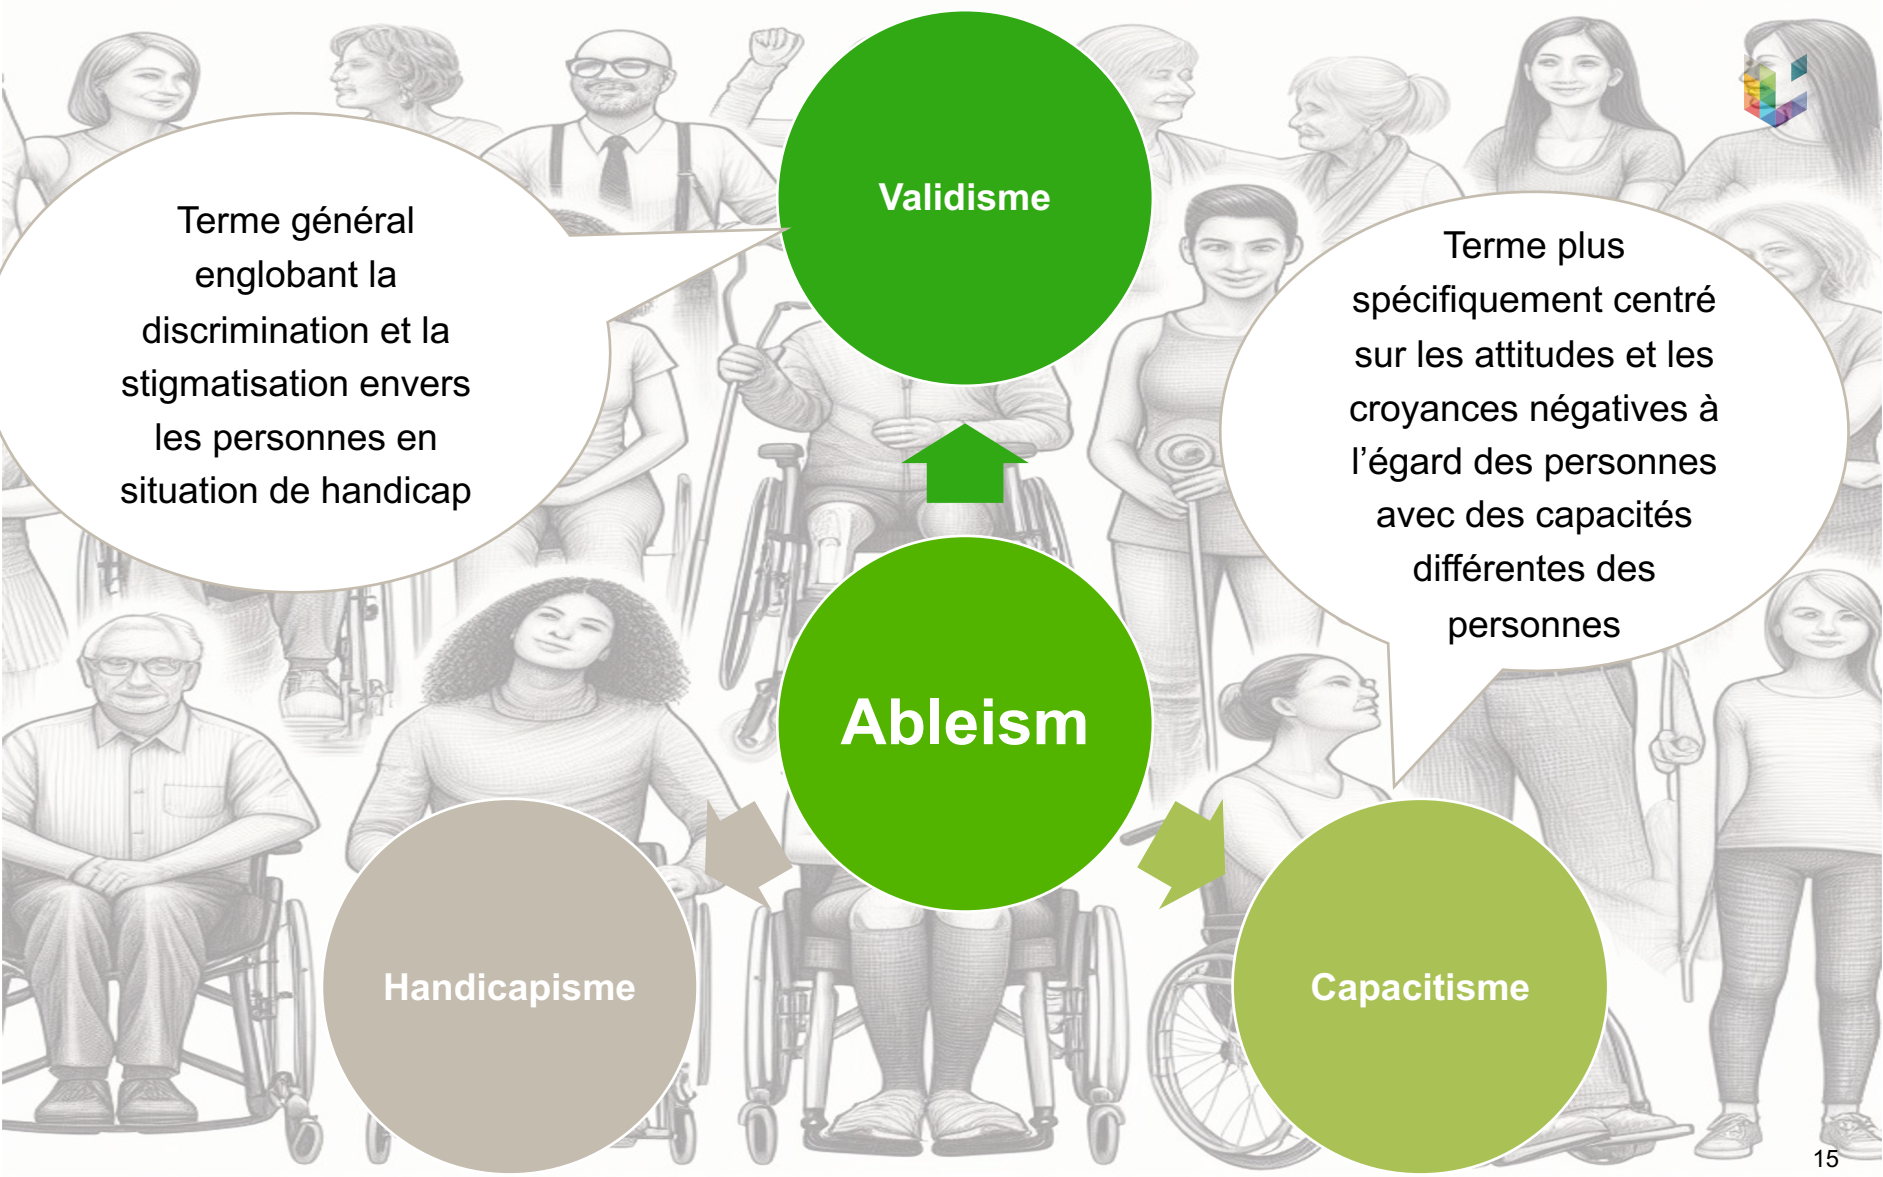 Validisme
Terme général
englobant la
discrimination et la
stigmatisation envers
les personnes en
situation de handicap
Terme plus
spécifiquement centré
sur les attitudes et les
croyances négatives à
l’égard des personnes
avec des capacités
différentes des
personnes
Ableism
Handicapisme
Capacitisme
15